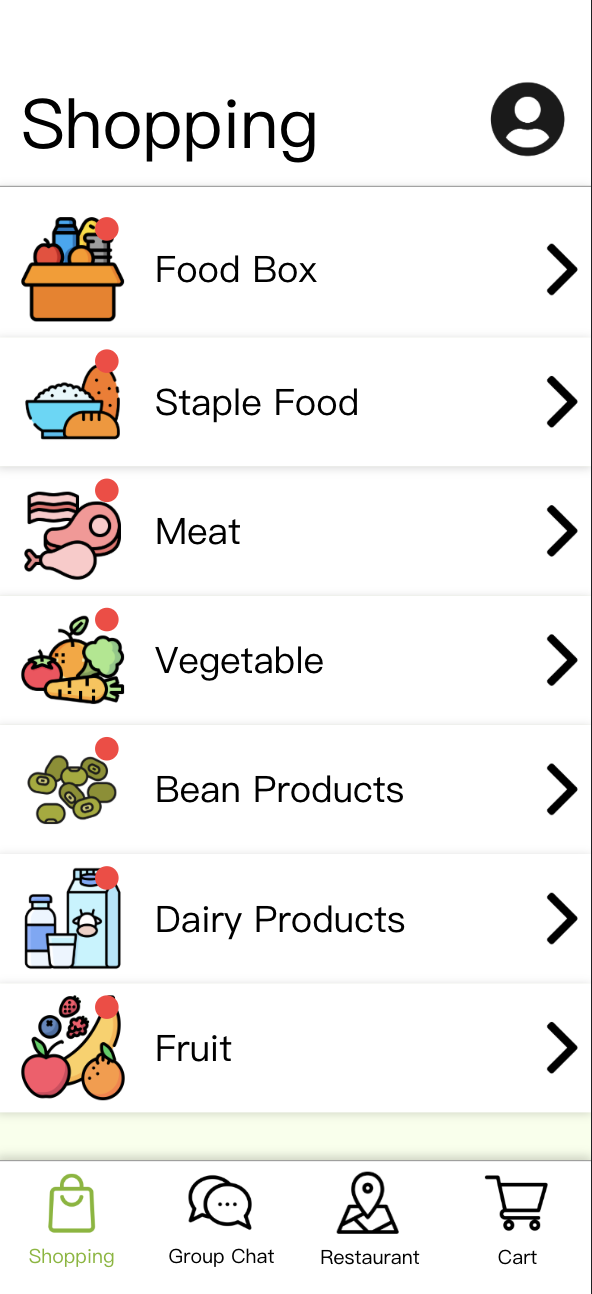 Shopping
Food Box
Staple Food
Meat
Vegetable
Bean Products
Dairy Products
Fruit
Shopping
Group Chat
Restaurant
Cart